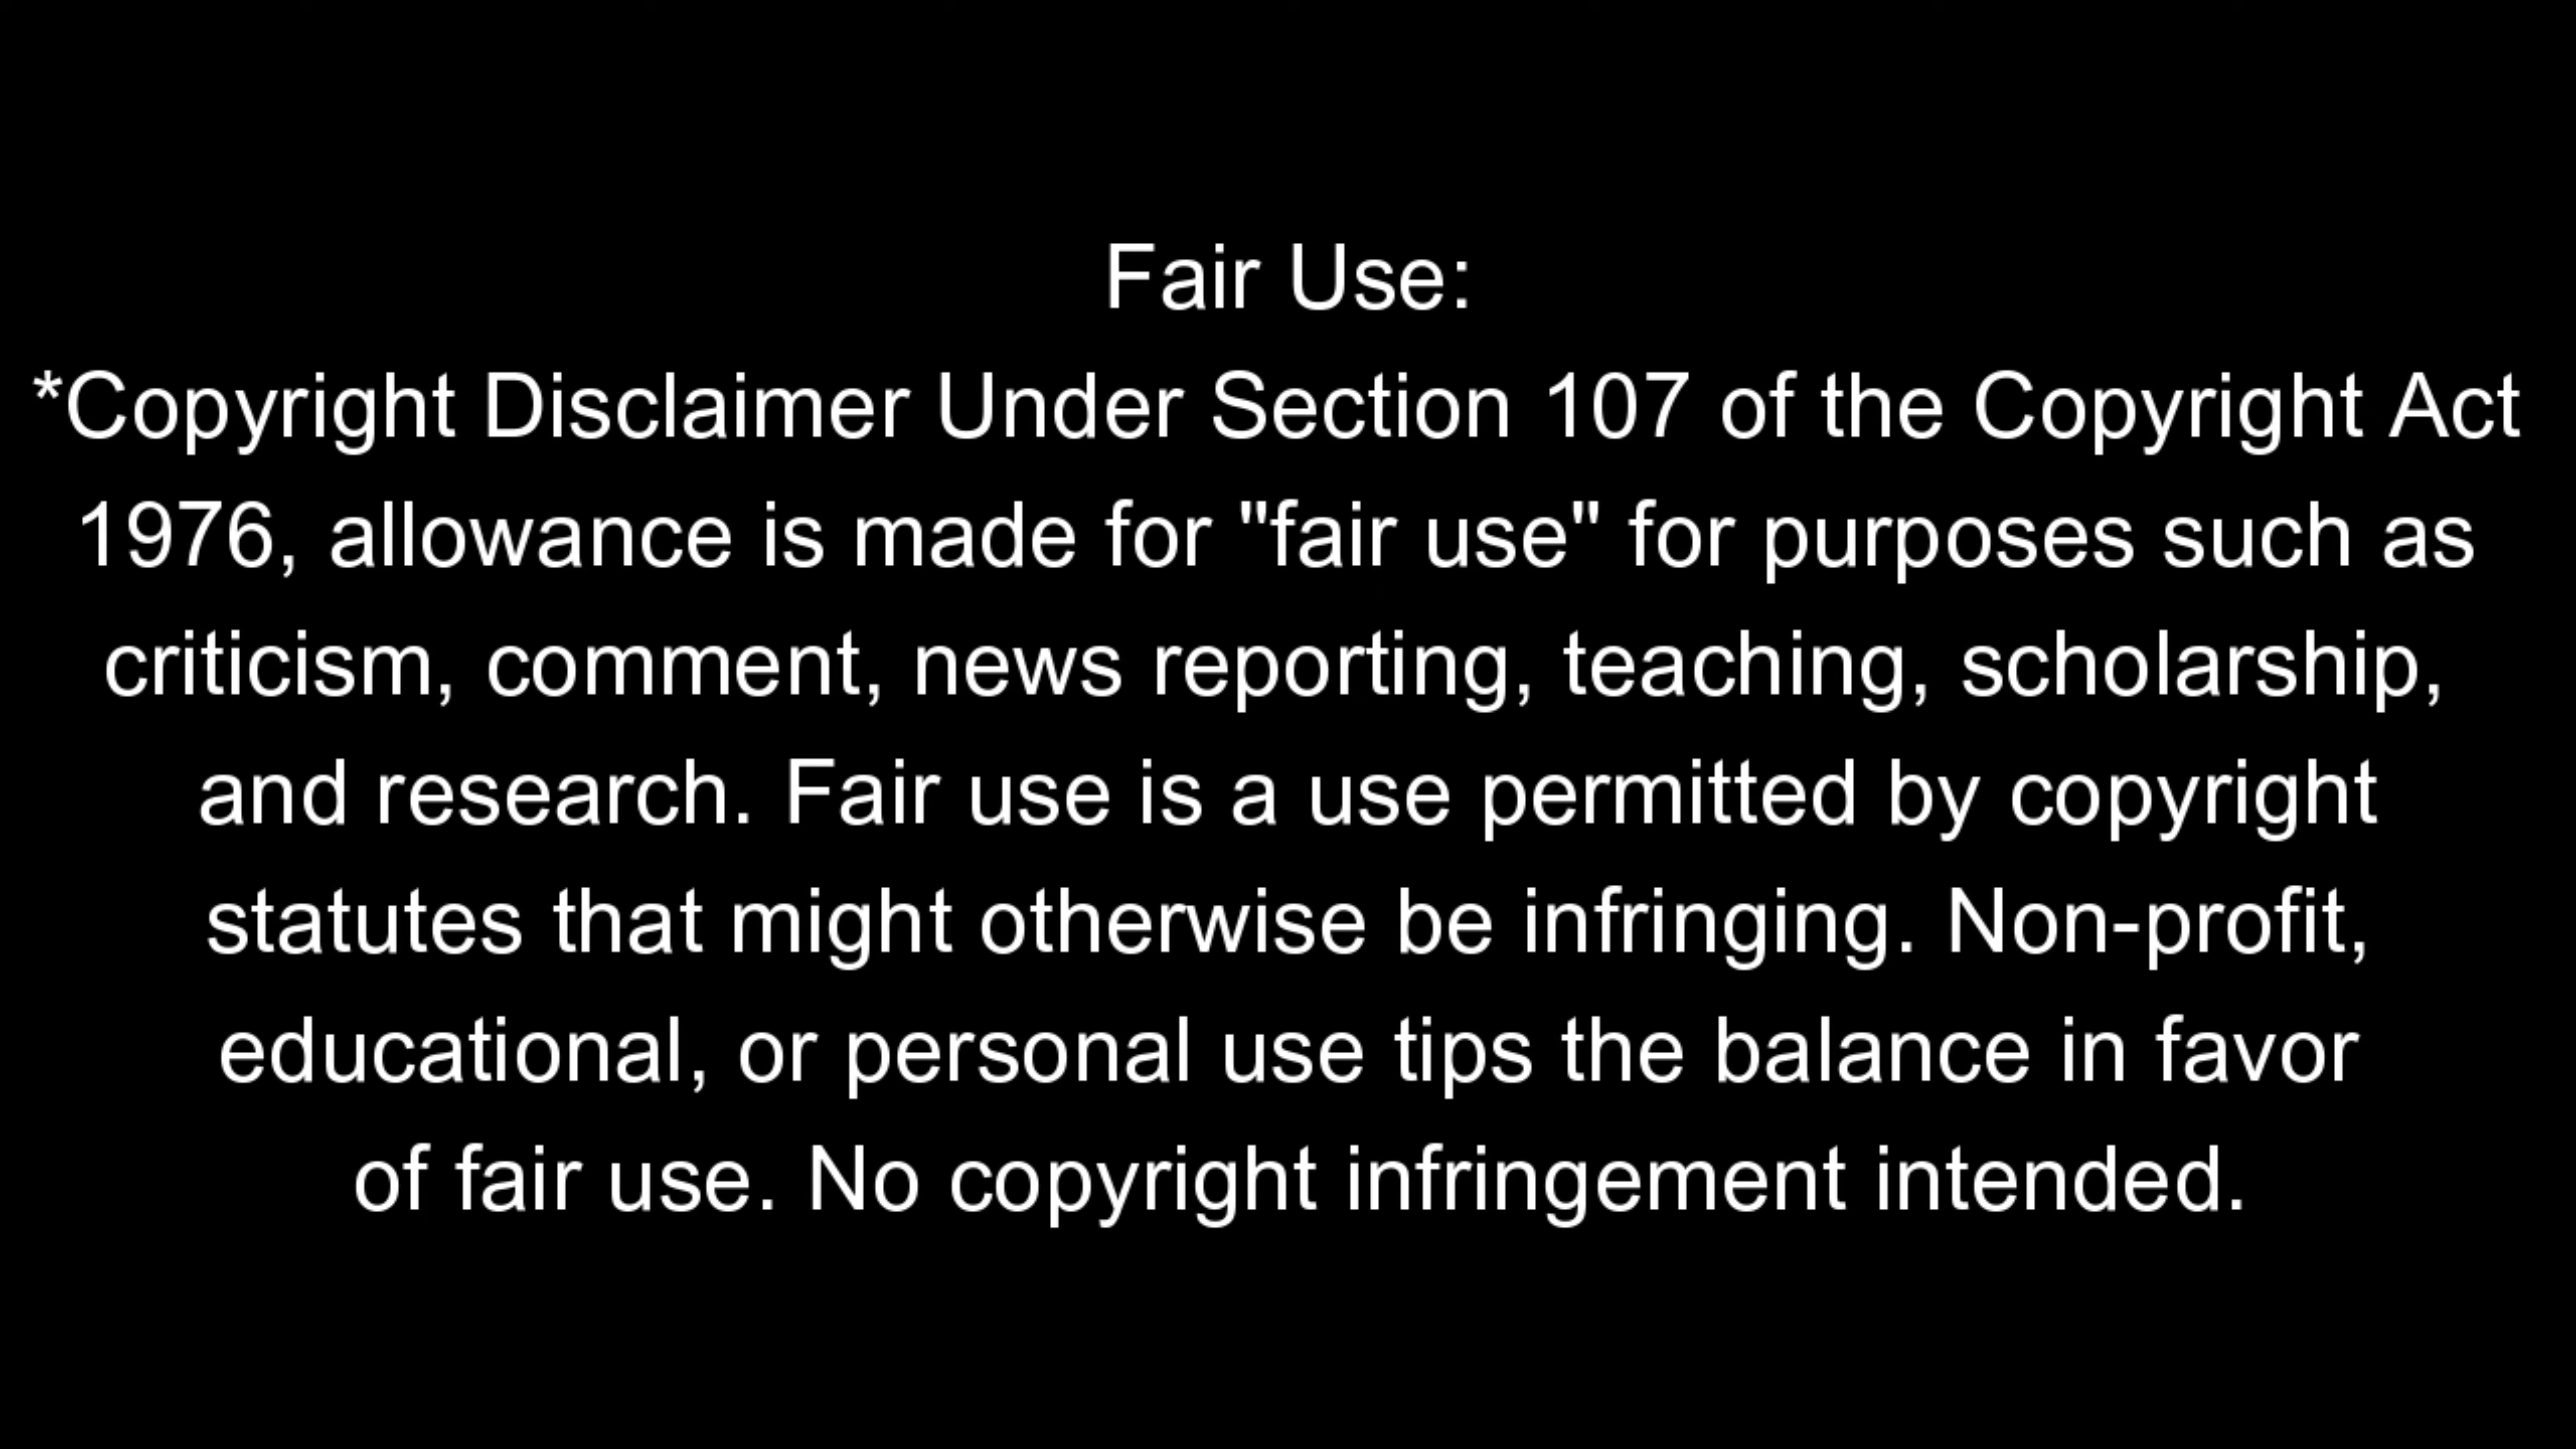 Fair Use:
*Copyright Disclaimer Under Section 107 of the Copyright Act
1976, allowance is made for "fair use" for purposes such as
criticism, comment, news reporting, teaching, scholarship,
and research. Fair use is a use permitted by copyright
statutes that might otherwise be infringing. Non-profit,
educational, or personal use tips the balance in favor
of fair use. No copyright infringement intended.